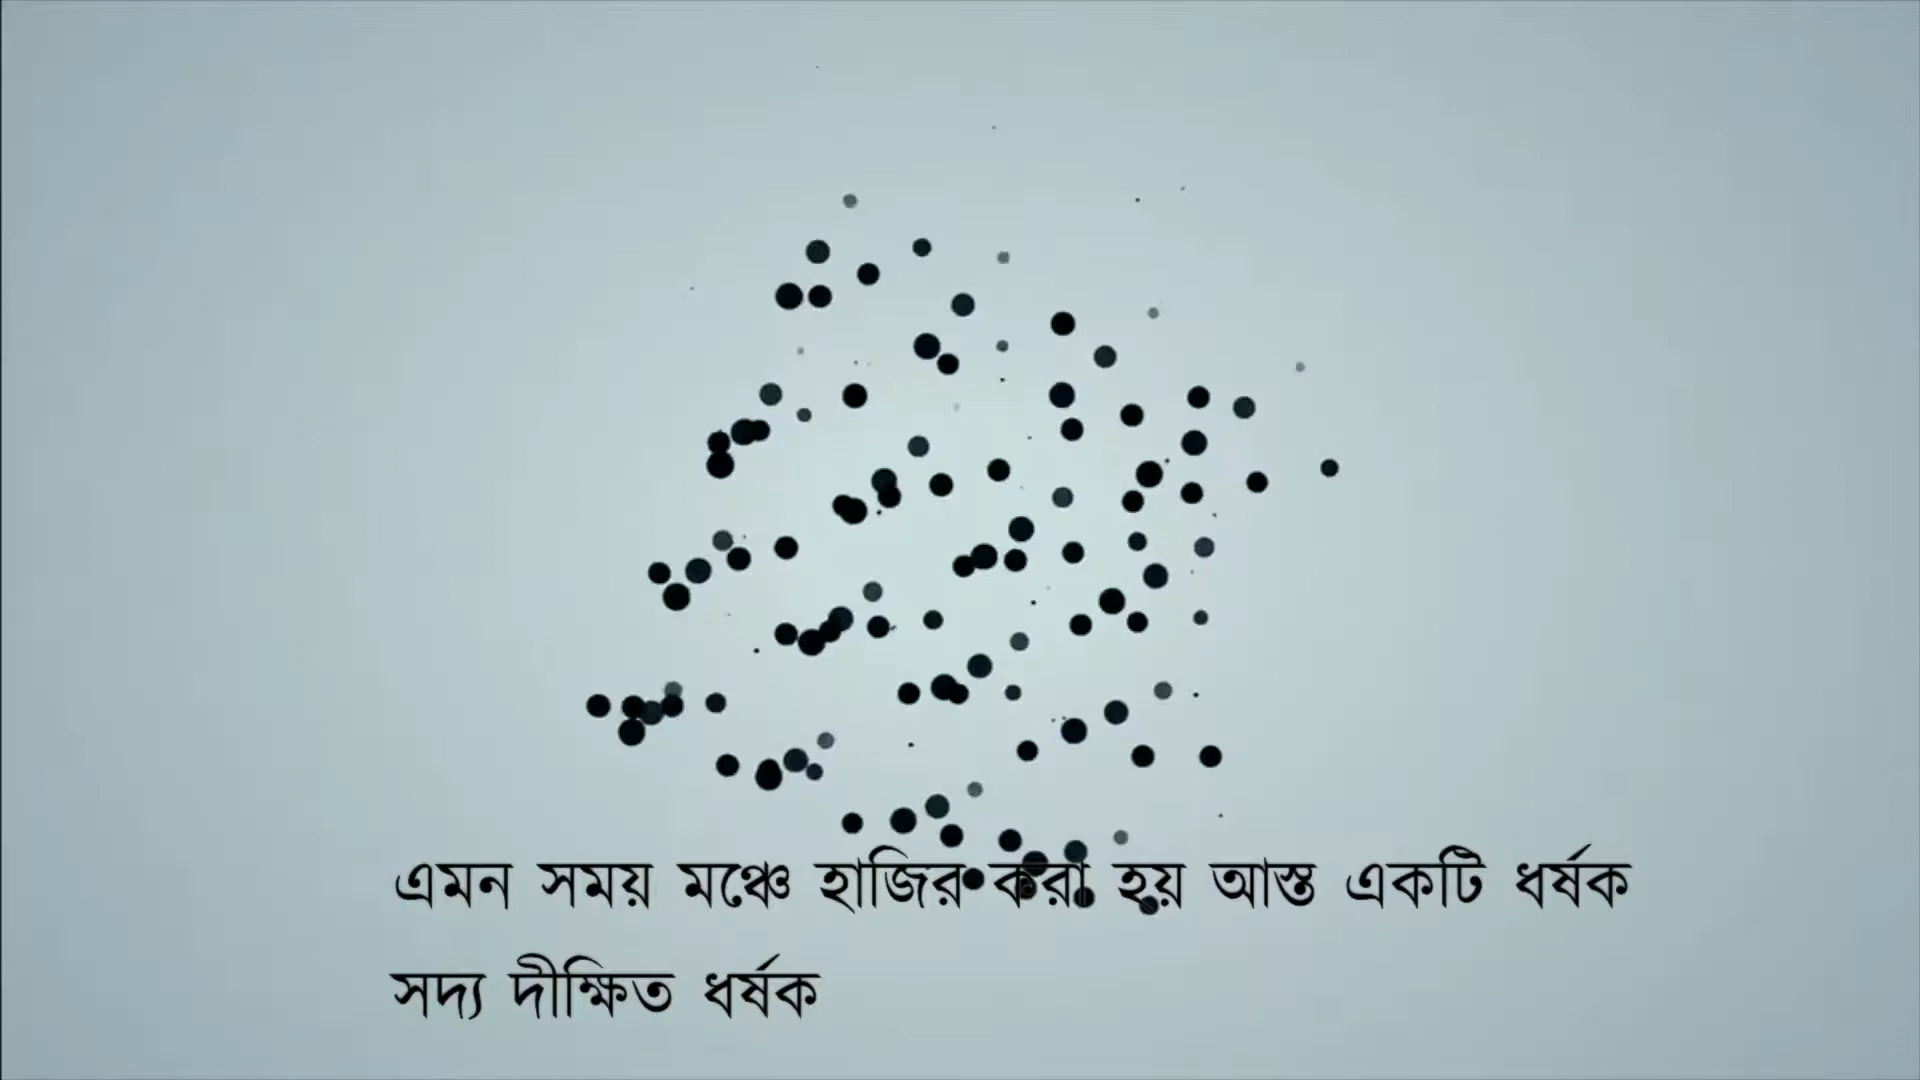 এমন সময় মঞ্চে হাজির করা হয় আস্ত একটি ধর্ষক
সদ্য দীক্ষিত ধর্ষক